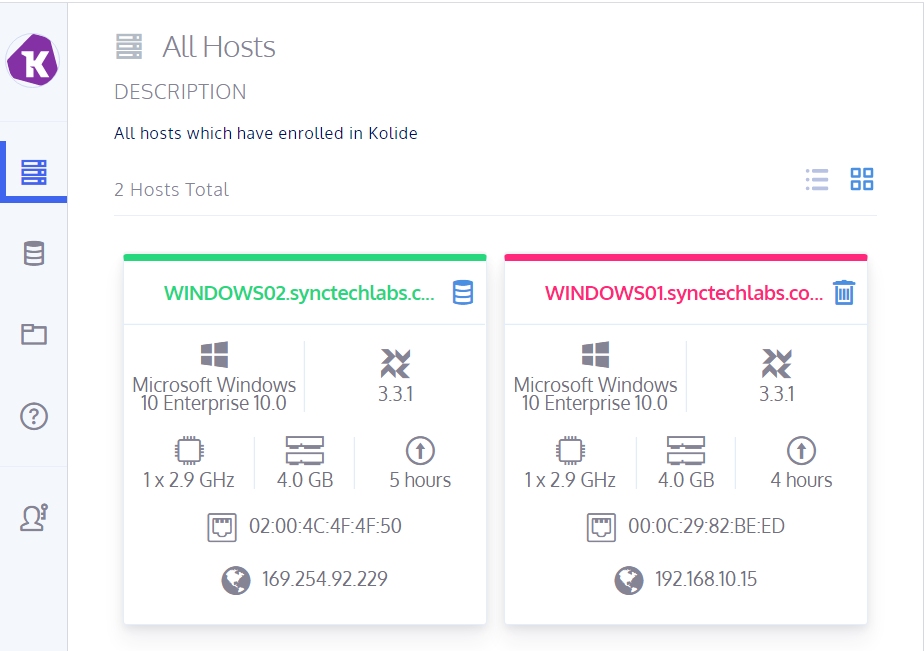 K
All Hosts
DESCRIPTION
All hosts which have enrolled in Kolide
2 Hosts Total
WINDOWS02.synctechlabs.c...
Microsoft Windows
10 Enterprise 10.0
3.3.1
1 x 2.9 GHz
4.0 GB
5 hours
02:00:4C:4F:4F:50
169.254.92.229
WINDOWS01.synctechlabs.co...
Microsoft Windows
10 Enterprise 10.0
3.3.1
1 x 2.9 GHz
4.0 GB
4 hours
00:0C:29:82:BE:ED
192.168.10.15